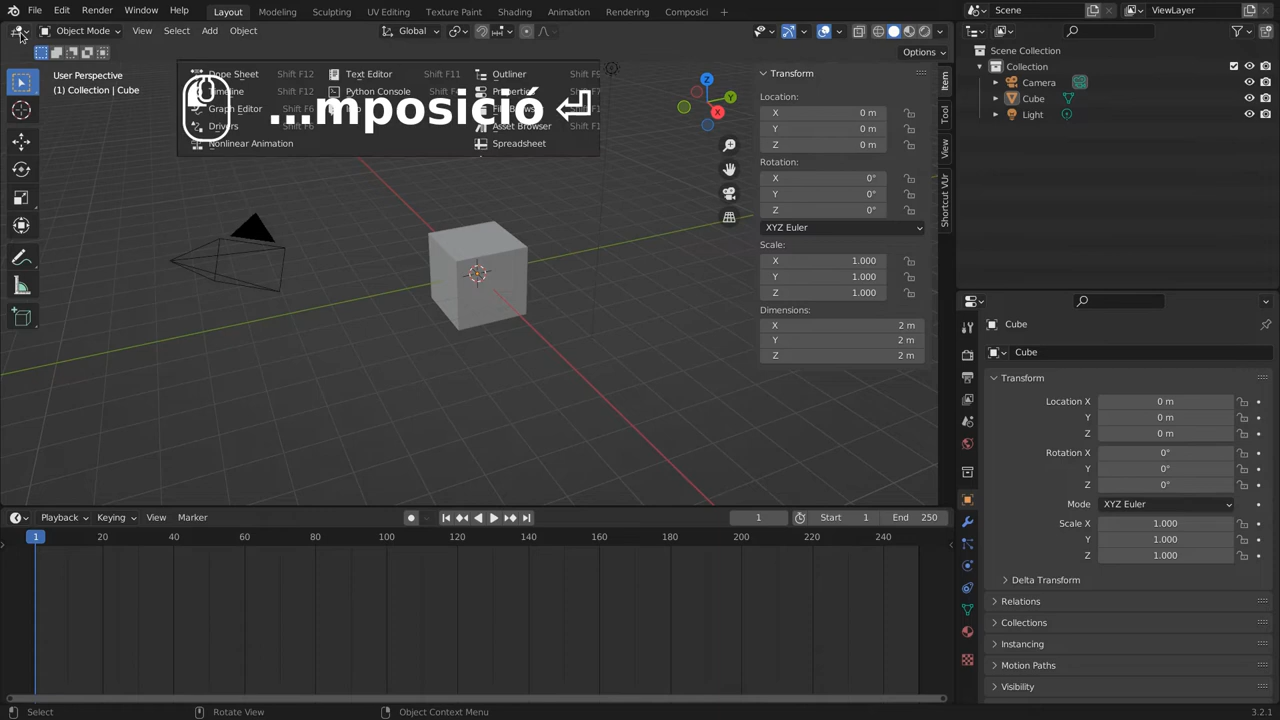 File Edit Render Window Help Layout Modeling Sculpting UV Editing Texture Paint Shading Animation Rendering Composici Scene ViewLayer
Object Mode View Select Add Object Global
Options
User Perspective
(1) Collection | Cube
Dope Sheet Shift F12 Text Editor Shift F11 Outliner Shift F9
Timeline Python Console
Graph Editor
Drivers Shift F6 Asset Browser
Nonlinear Animation Spreadsheet
...mposició ⏎
Z
Y
X
Transform
Location:
X 0 m
Y 0 m
Z 0 m
Rotation:
X 0°
Y 0°
Z 0°
XYZ Euler
Scale:
X 1.000
Y 1.000
Z 1.000
Dimensions:
X 2 m
Y 2 m
Z 2 m
Item
Tool
View
Shortcut VUr
Scene Collection
Collection
Camera
Cube
Light
Cube
Cube
Transform
Location X 0 m
Y 0 m
Z 0 m
Rotation X 0°
Y 0°
Z 0°
Mode XYZ Euler
Scale X 1.000
Y 1.000
Z 1.000
Delta Transform
Relations
Collections
Instancing
Motion Paths
Visibility
Playback Keying View Marker 1 Start 1 End 250
1 20 40 60 80 100 120 140 160 180 200 220 240
Select Rotate View Object Context Menu 3.2.1